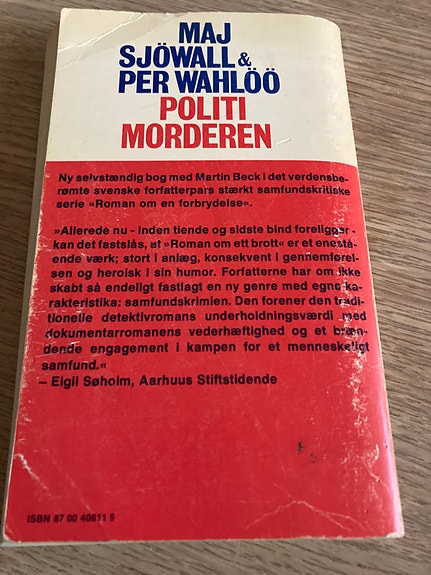 MAJ
SJÖWALL &
PER WAHLÖÖ
POLITI
MORDEREN
Ny selvstændig bog med Martin Beck i det verdensbe-
rømte svenske forfatterpars stærkt samfundskritiske
serie »Roman om en forbrydelse«.
»Allerede nu - inden tiende og sidste bind foreligger -
kan det fastslås, at »Roman om ett brott« er et enestå-
ende værk; stort i anlæg, konsekvent i gennemførel-
sen og heroisk i sin humor. Forfatterne har om ikke
skabt så endeligt fastlagt en ny genre med egne ka-
rakteristika: samfundskrimien. Den forener den tradi-
tionelle detektivromans underholdningsværdi med
dokumentarromanens vederhæftighed og et bræn-
dende engagement i kampen for et menneskeligt
samfund.«
– Elgil Søholm, Aarhuus Stiftstidende
ISBN 87 00 40811 5